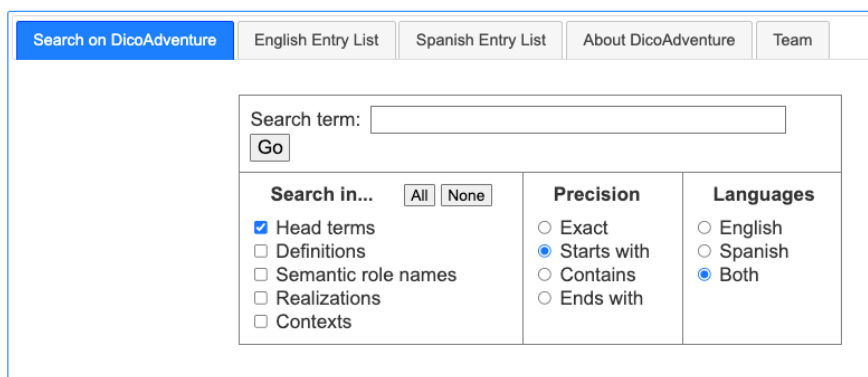 Search on DicoAdventure
English Entry List
Spanish Entry List
About DicoAdventure
Team
Search term:
Go
Search in...
All
None
Head terms
Definitions
Semantic role names
Realizations
Contexts
Precision
Exact
Starts with
Contains
Ends with
Languages
English
Spanish
Both